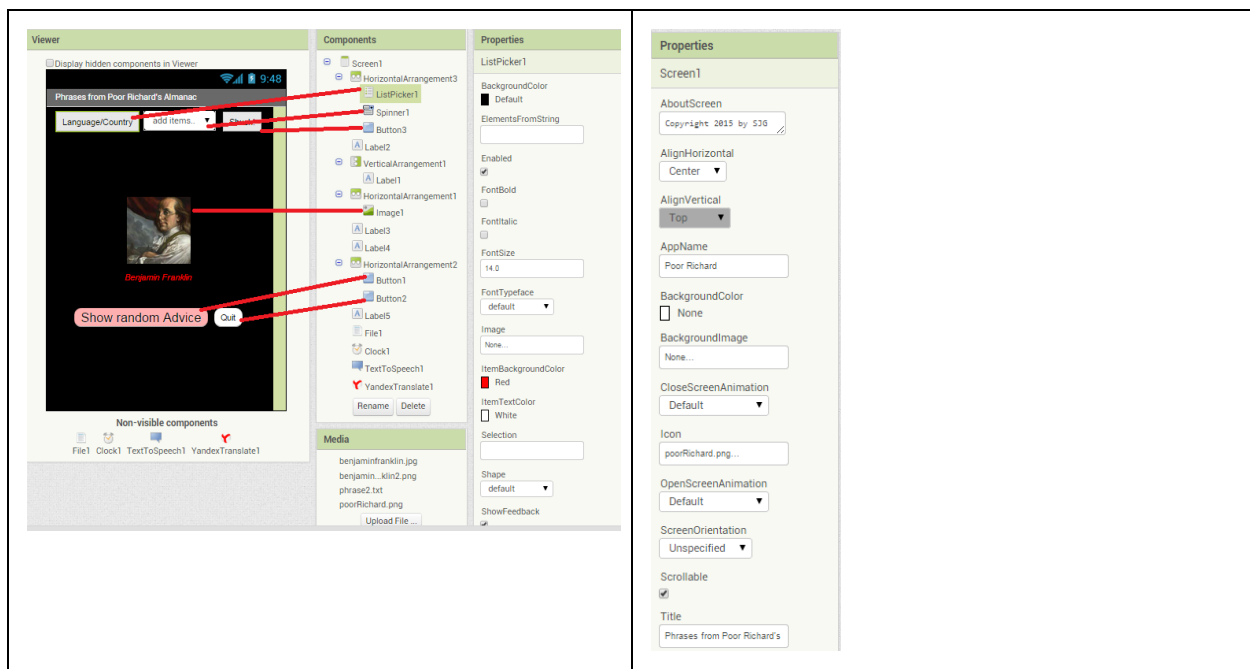 Viewer
Display hidden components in Viewer
9:48
Phrases from Poor Richard's Almanac
Language/Country
add items..
Benjamin Franklin
Show random Advice
Quit
Non-visible components
File1 Clock1 TextToSpeech1 YandexTranslate1
Components
Screen1
HorizontalArrangement3
ListPicker1
Spinner1
Button3
Label2
VerticalArrangement1
Label1
HorizontalArrangement1
Image1
Label3
Label4
HorizontalArrangement2
Button1
Button2
Label5
File1
Clock1
TextToSpeech1
YandexTranslate1
Rename Delete
Media
benjaminfranklin.jpg
benjamin...klin2.png
phrase2.txt
poorRichard.png
Upload File ...
Properties
ListPicker1
BackgroundColor
Default
ElementsFromString
Enabled
FontBold
FontItalic
FontSize
14.0
FontTypeface
default
Image
None...
ItemBackgroundColor
Red
ItemTextColor
White
Selection
Shape
default
ShowFeedback
Properties
Screen1
AboutScreen
Copyright 2015 by SJG
AlignHorizontal
Center
AlignVertical
Top
AppName
Poor Richard
BackgroundColor
None
BackgroundImage
None...
CloseScreenAnimation
Default
Icon
poorRichard.png...
OpenScreenAnimation
Default
ScreenOrientation
Unspecified
Scrollable
Title
Phrases from Poor Richard's